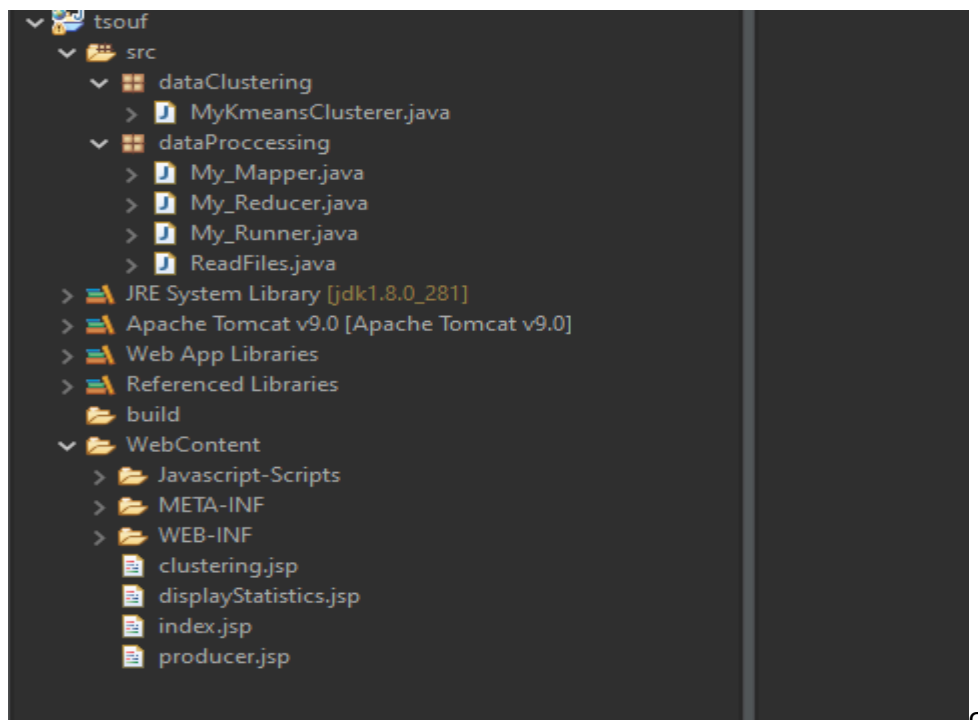 tsouf
src
dataClustering
MyKmeansClusterer.java
dataProccessing
My_Mapper.java
My_Reducer.java
My_Runner.java
ReadFiles.java
JRE System Library [jdk1.8.0_281]
Apache Tomcat v9.0 [Apache Tomcat v9.0]
Web App Libraries
Referenced Libraries
build
WebContent
Javascript-Scripts
META-INF
WEB-INF
clustering.jsp
displayStatistics.jsp
index.jsp
producer.jsp